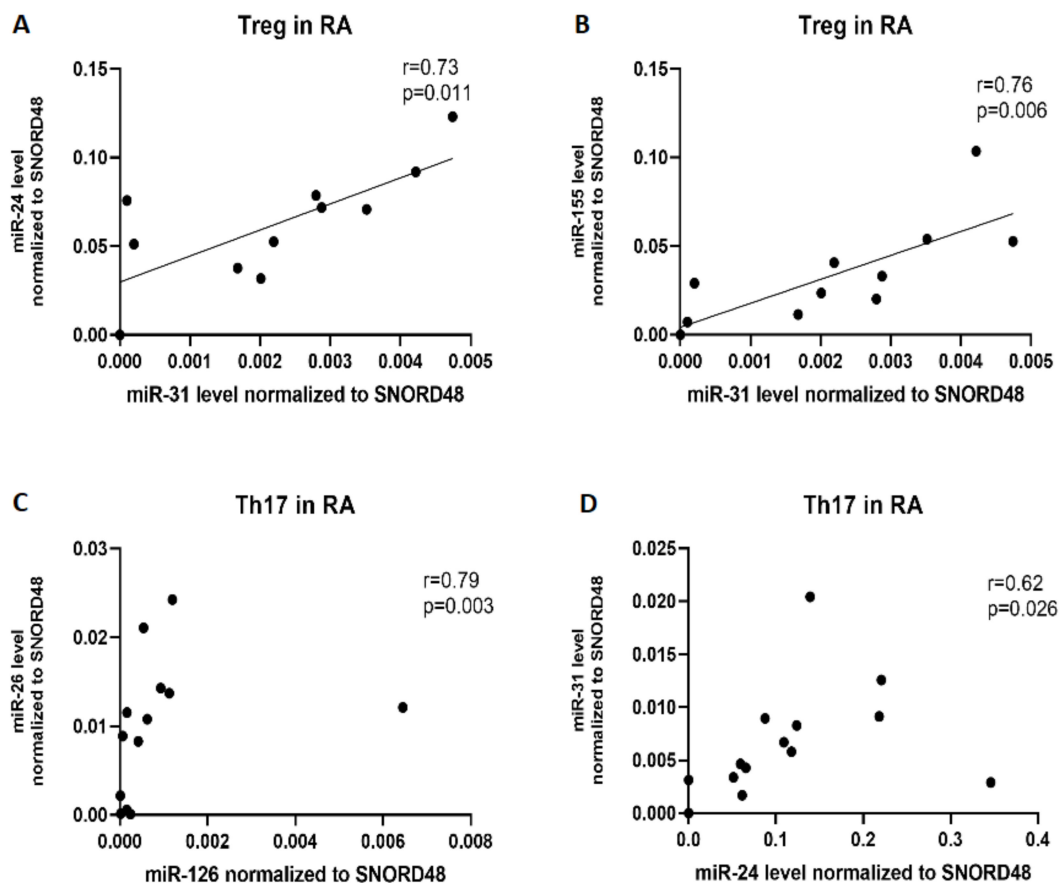 A
Treg in RA
r=0.73
p=0.011
0.15
0.10
0.05
0.00
miR-24 level
normalized to SNORD48
0.000 0.001 0.002 0.003 0.004 0.005
miR-31 level normalized to SNORD48
B
Treg in RA
r=0.76
p=0.006
0.15
0.10
0.05
0.00
miR-155 level
normalized to SNORD48
0.000 0.001 0.002 0.003 0.004 0.005
miR-31 level normalized to SNORD48
C
Th17 in RA
r=0.79
p=0.003
0.03
0.02
0.01
0.00
miR-26 level
normalized to SNORD48
0.000 0.002 0.004 0.006 0.008
miR-126 normalized to SNORD48
D
Th17 in RA
r=0.62
p=0.026
0.025
0.020
0.015
0.010
0.005
0.000
miR-31 level
normalized to SNORD48
0.0 0.1 0.2 0.3 0.4
miR-24 level normalized to SNORD48